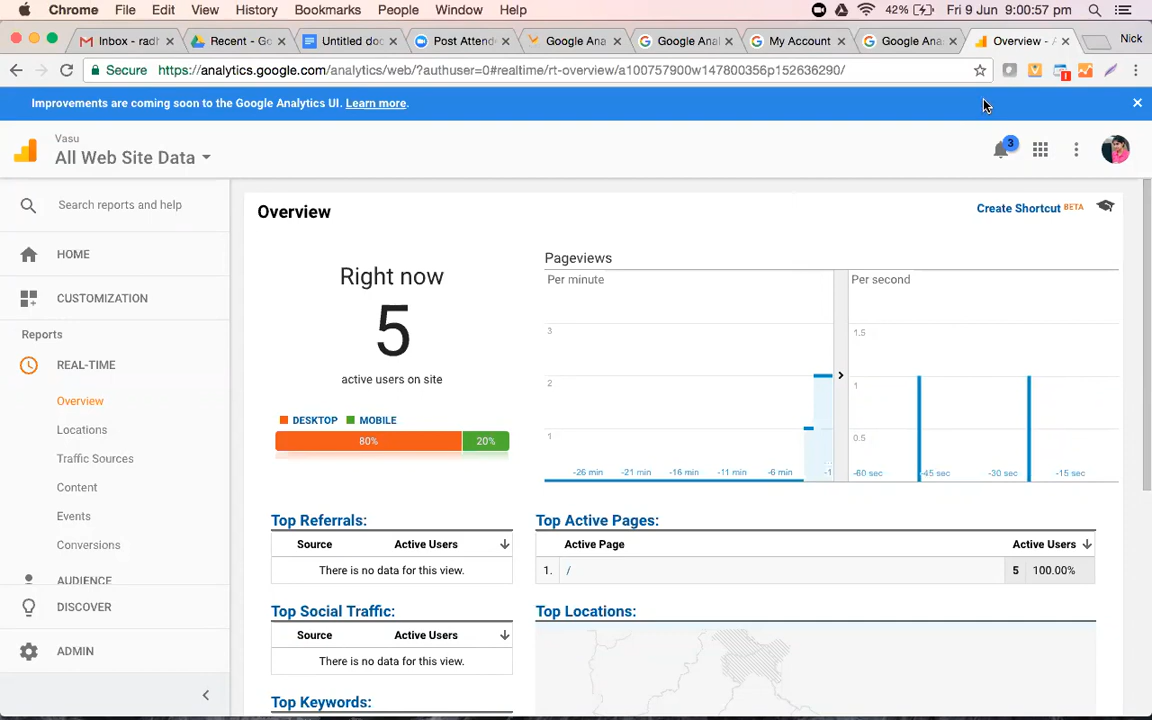 Chrome File Edit View History Bookmarks People Window Help 42% Fri 9 Jun 9:00:57 pm
Inbox - radh Recent - Go Untitled doc Post Attend Google Ana Google Anal My Account Google Ana Overview - A Nick
Secure https://analytics.google.com/analytics/web/?authuser=0#realtime/rt-overview/a100757900w147800356p152636290/
Improvements are coming soon to the Google Analytics UI. Learn more.
Vasu
All Web Site Data
3
Search reports and help
HOME
CUSTOMIZATION
Reports
REAL-TIME
Overview
Locations
Traffic Sources
Content
Events
Conversions
AUDIENCE
DISCOVER
ADMIN
Overview
Create Shortcut BETA
Right now
5
active users on site
DESKTOP MOBILE
80% 20%
Pageviews
Per minute
3
2
1
-26 min -21 min -16 min -11 min -6 min -1
Per second
1.5
1
0.5
-60 sec -45 sec -30 sec -15 sec
Top Referrals:
Source Active Users
There is no data for this view.
Top Social Traffic:
Source Active Users
There is no data for this view.
Top Keywords:
Top Active Pages:
Active Page Active Users
1. / 5 100.00%
Top Locations: